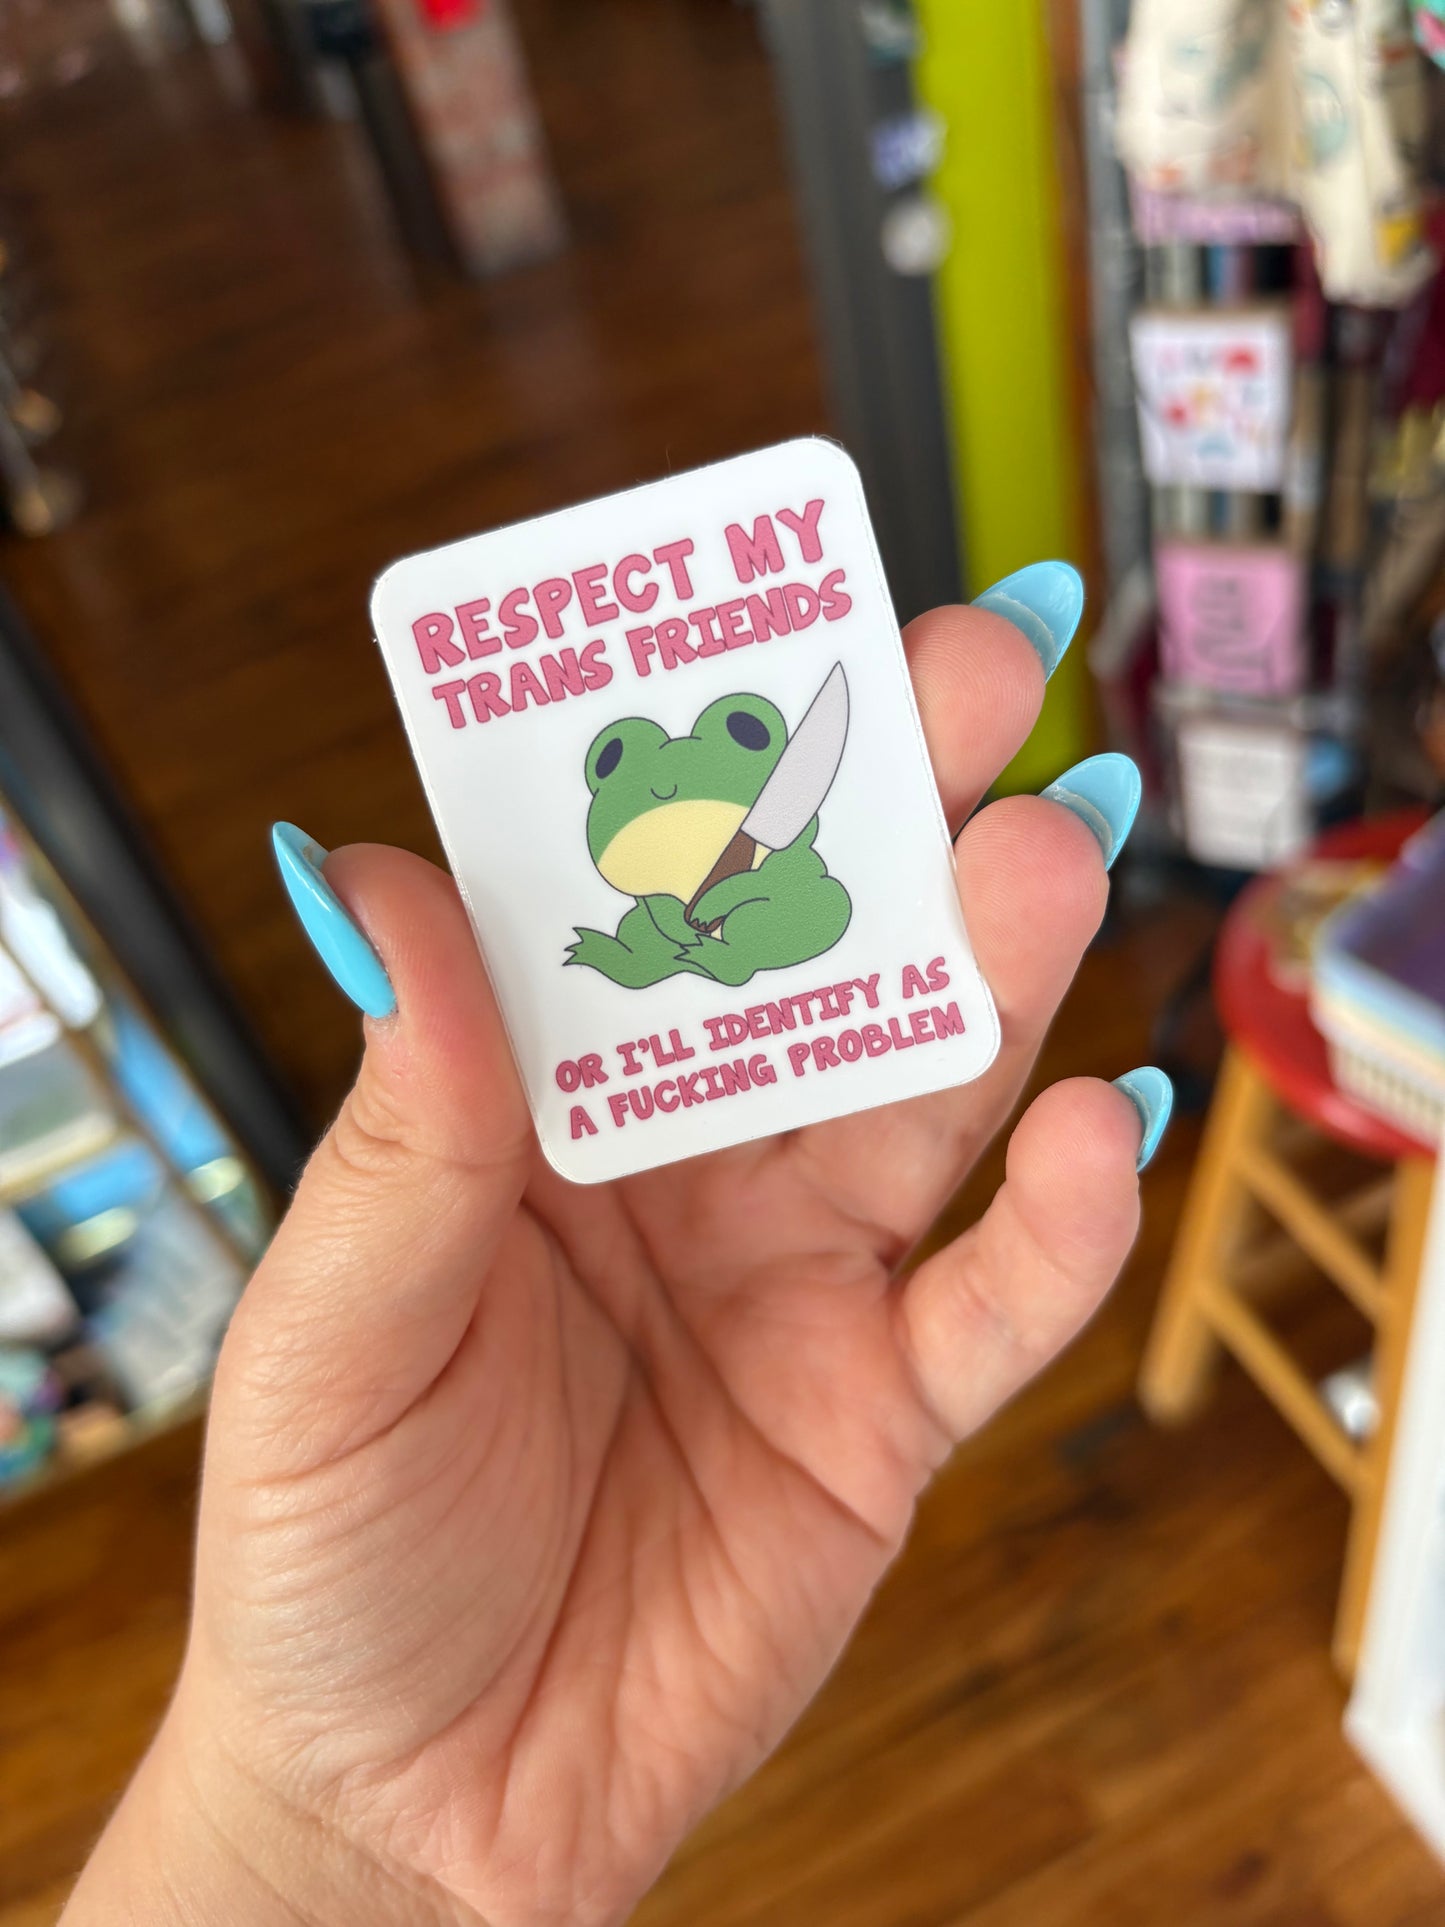 RESPECT MY
TRANS FRIENDS
OR I'LL IDENTIFY AS
A FUCKING PROBLEM